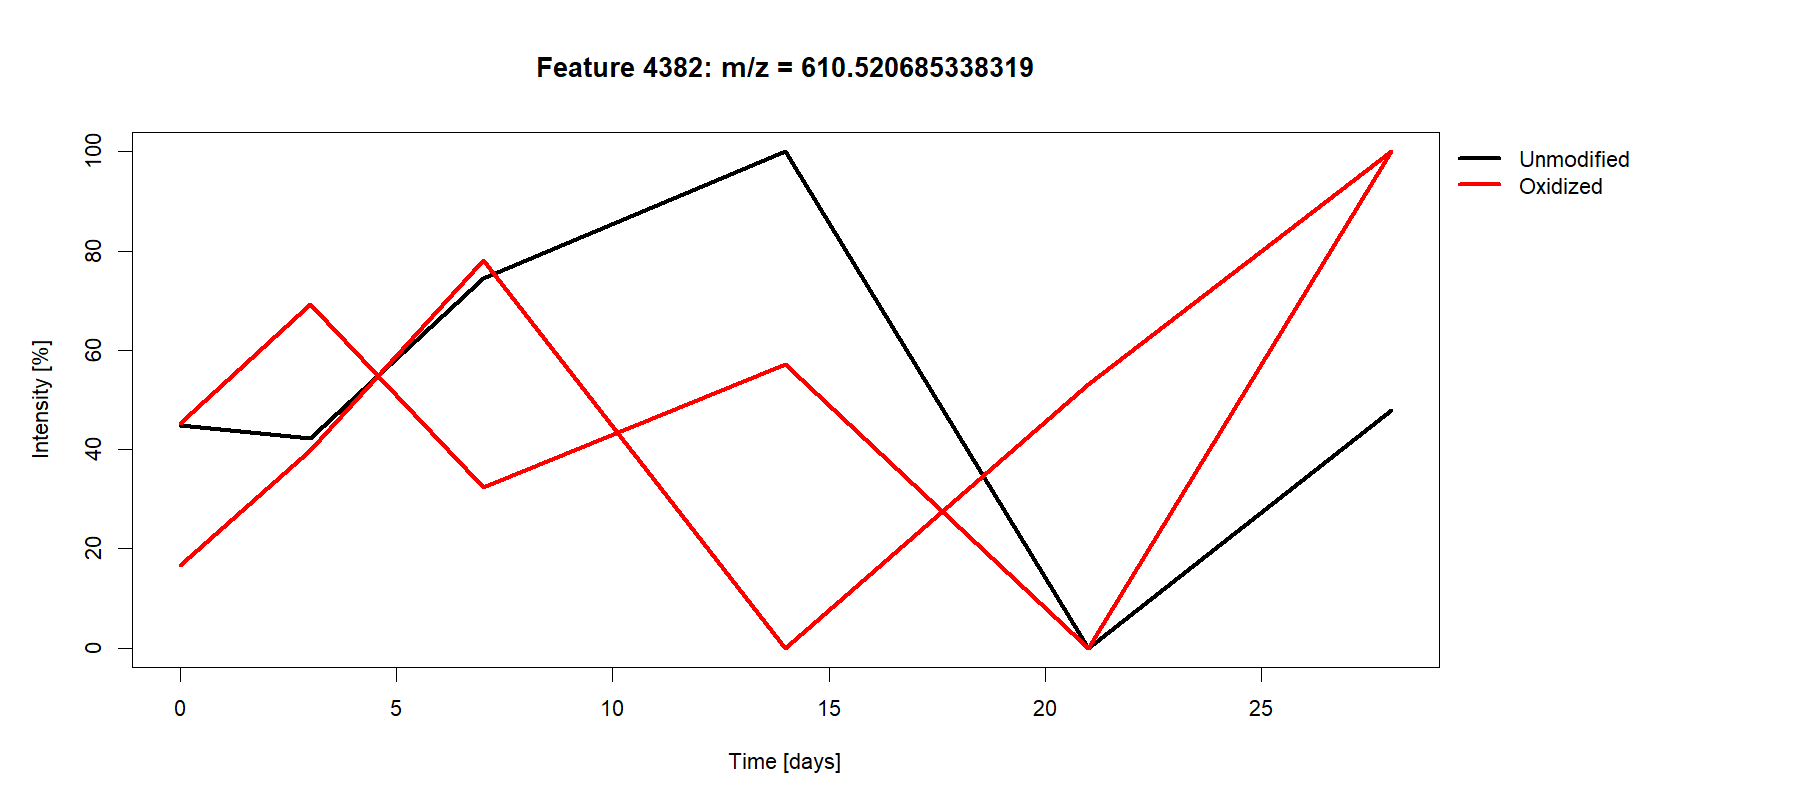 Feature 4382: m/z = 610.520685338319
Unmodified
Oxidized
Intensity [%]
100
80
60
40
20
0
0 5 10 15 20 25
Time [days]